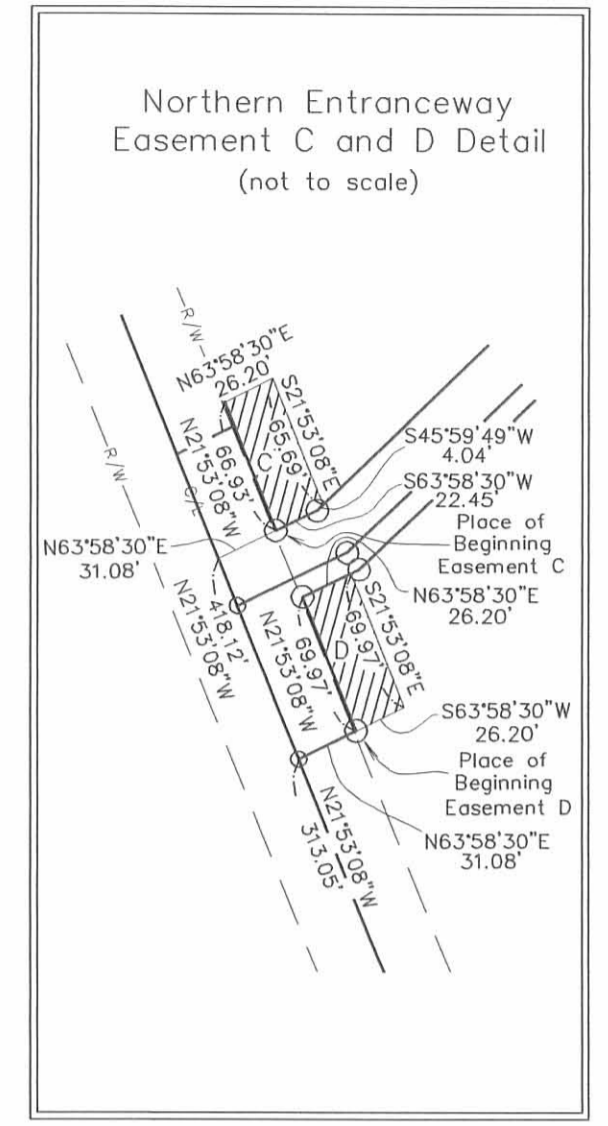 Northern Entranceway
Easement C and D Detail
(not to scale)
R/W
N63°58'30"E
26.20'
S21°53'08"E
65.69'
C
N21°53'08"W
66.93'
S45°59'49"W
4.04'
S63°58'30"W
22.45'
Place of
Beginning
Easement C
R/W
C/L
N63°58'30"E
31.08'
N63°58'30"E
26.20'
418.12'
N21°53'08"W
N21°53'08"W
69.97'
D
69.97'
S21°53'08"E
S63°58'30"W
26.20'
Place of
Beginning
Easement D
N63°58'30"E
31.08'
N21°53'08"W
313.05'